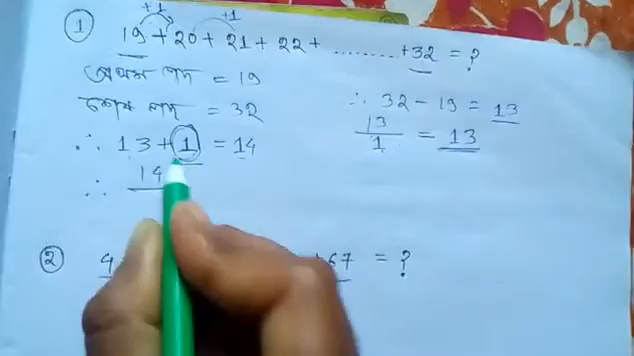 +1 +1
① 19 + 20 + 21 + 22 + ........ + 32 = ?
প্রথম পদ = 19
শেষ পদ = 32
∴ 32 - 19 = 13
∴ 13 + 1 = 14
13/1 = 13
∴ 14
② 4 +67 = ?